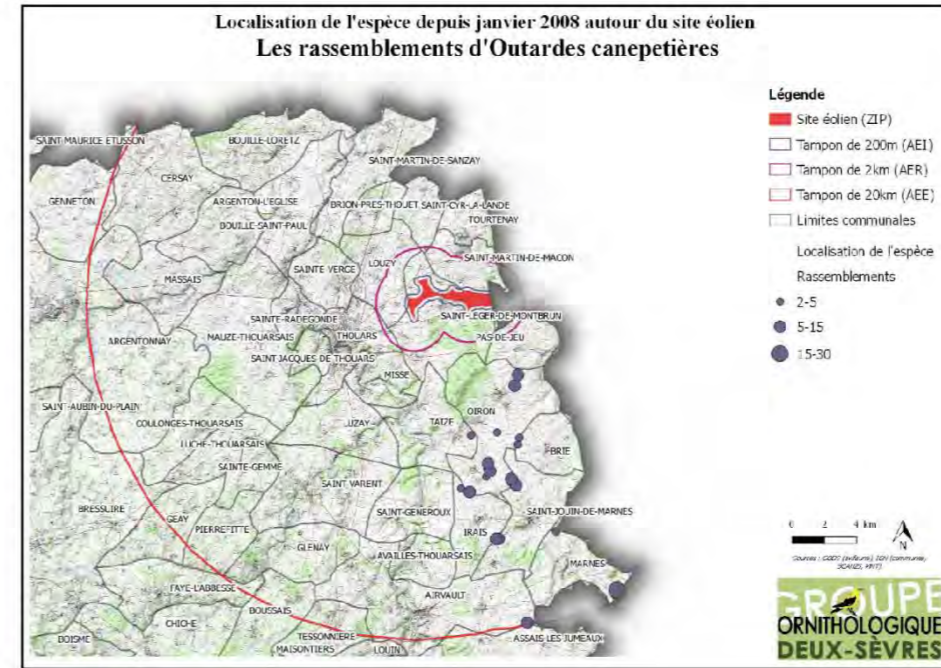 Localisation de l'espèce depuis janvier 2008 autour du site éolien
Les rassemblements d'Outardes canepetières
Légende
Site éolien (ZIP)
Tampon de 200m (AEI)
Tampon de 2km (AER)
Tampon de 20km (AEE)
Limites communales
Localisation de l'espèce
Rassemblements
2-5
5-15
15-30
SAINT-MAURICE ETUSSON
BOUILLE-LORETZ
SAINT-MARTIN-DE-SANZAY
CERSAY
GENNETON
ARGENTON-L'EGLISE
BRION-PRES-THOUET
SAINT-CYR-LA-LANDE
TOURTENAY
BOUILLE-SAINT-PAUL
SAINTE VERGE
LOUZY
SAINT-MARTIN-DE-MACON
MASSAIS
SAINTE-RADEGONDE
SAINT-LEGER-DE-MONTBRUN
ARGENTONNAY
MAUZE-THOUARSAIS
THOUARS
PAS-DE-JEU
SAINT JACQUES DE THOUARS
MISSE
SAINT-AUBIN-DU-PLAIN
OIRON
COULONGES-THOUARSAIS
LUZAY
TAIZE
LUCHE-THOUARSAIS
BRIE
SAINTE-GEMME
BRESSUIRE
SAINT VARENT
GEAY
SAINT-GENEROUX
SAINT-JOUIN-DE-MARNES
PIERREFITTE
IRAIS
GLENAY
AVAILLES-THOUARSAIS
MARNES
FAYE-L'ABBESSE
AIRVAULT
BOUSSAIS
CHICHE
TESSONNIERE
ASSAIS LES JUMEAUX
BOISME
MAISONTIERS
LOUIN
0 2 4 km
N
GROUPE
ORNITHOLOGIQUE
DEUX-SÈVRES